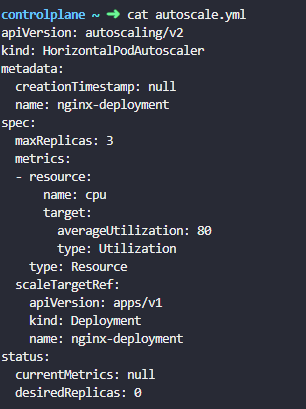 controlplane ~ ➜ cat autoscale.yml
apiVersion: autoscaling/v2
kind: HorizontalPodAutoscaler
metadata:
  creationTimestamp: null
  name: nginx-deployment
spec:
  maxReplicas: 3
  metrics:
  - resource:
      name: cpu
      target:
        averageUtilization: 80
        type: Utilization
    type: Resource
  scaleTargetRef:
    apiVersion: apps/v1
    kind: Deployment
    name: nginx-deployment
status:
  currentMetrics: null
  desiredReplicas: 0